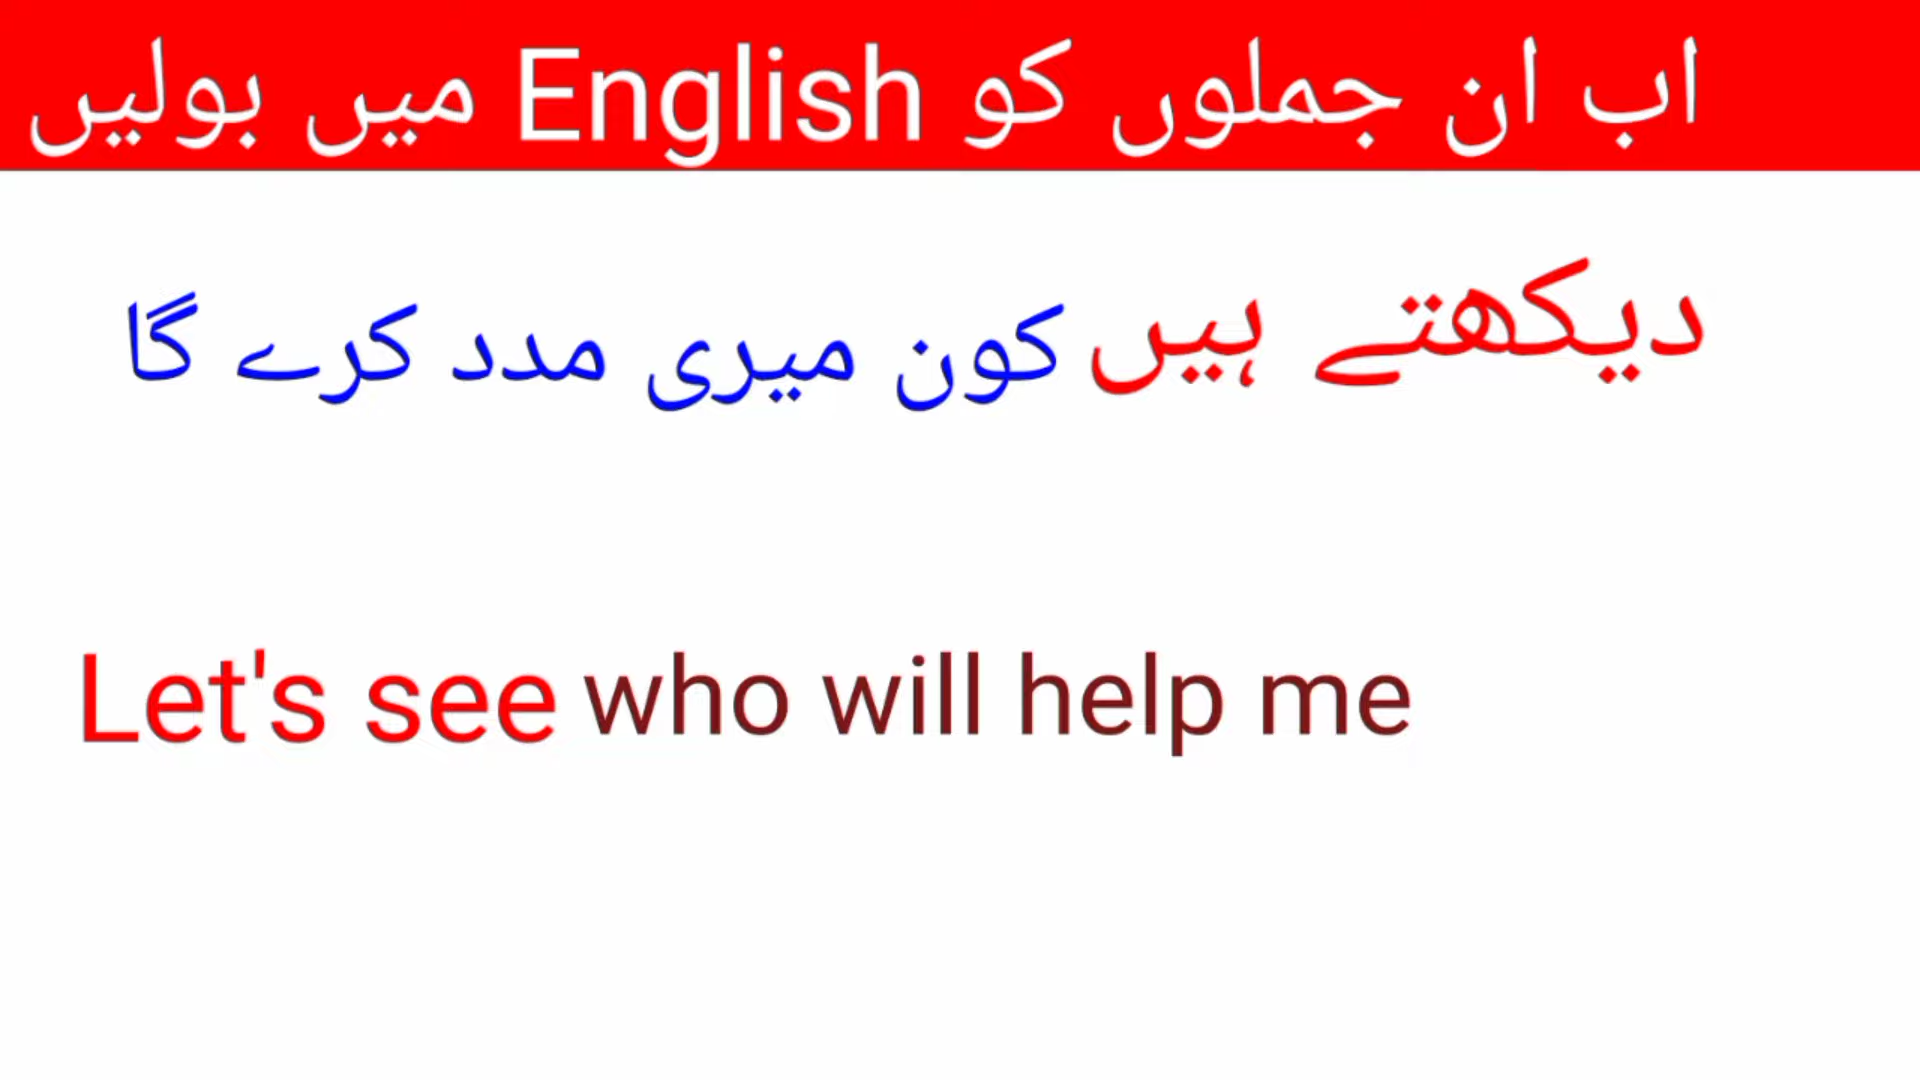 اب ان جملوں کو English میں بولیں
دیکھتے ہیں کون میری مدد کرے گا
Let's see who will help me